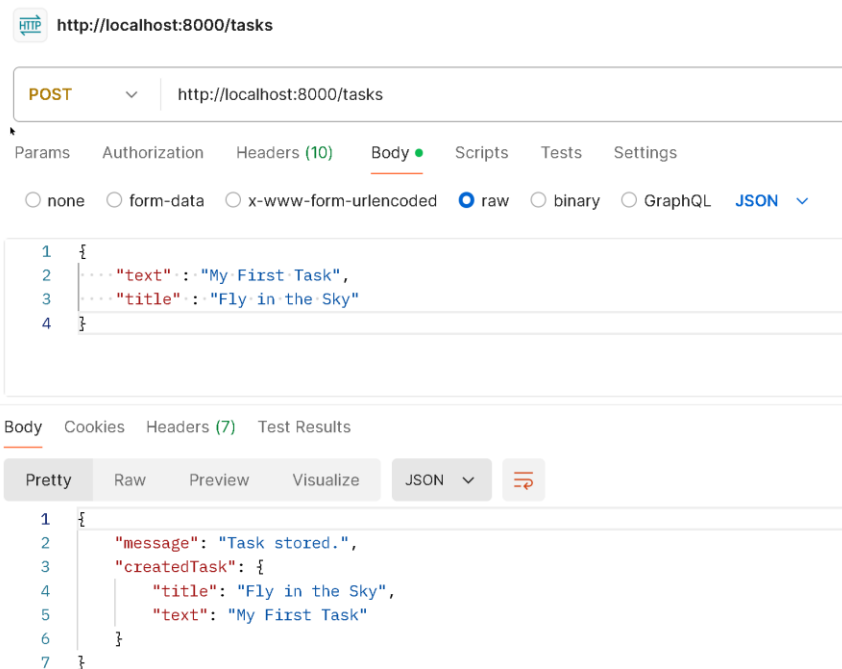 HTTP http://localhost:8000/tasks
POST http://localhost:8000/tasks
Params Authorization Headers (10) Body Scripts Tests Settings
none form-data x-www-form-urlencoded raw binary GraphQL JSON
1 {
2 "text" : "My First Task",
3 "title" : "Fly in the Sky"
4 }
Body Cookies Headers (7) Test Results
Pretty Raw Preview Visualize JSON
1 {
2 "message": "Task stored.",
3 "createdTask": {
4 "title": "Fly in the Sky",
5 "text": "My First Task"
6 }
7 }